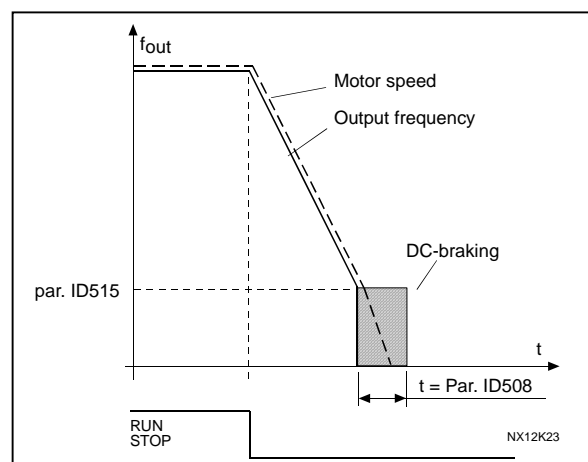 fout
Motor speed
Output frequency
DC-braking
par. ID515
t
t = Par. ID508
RUN
STOP
NX12K23